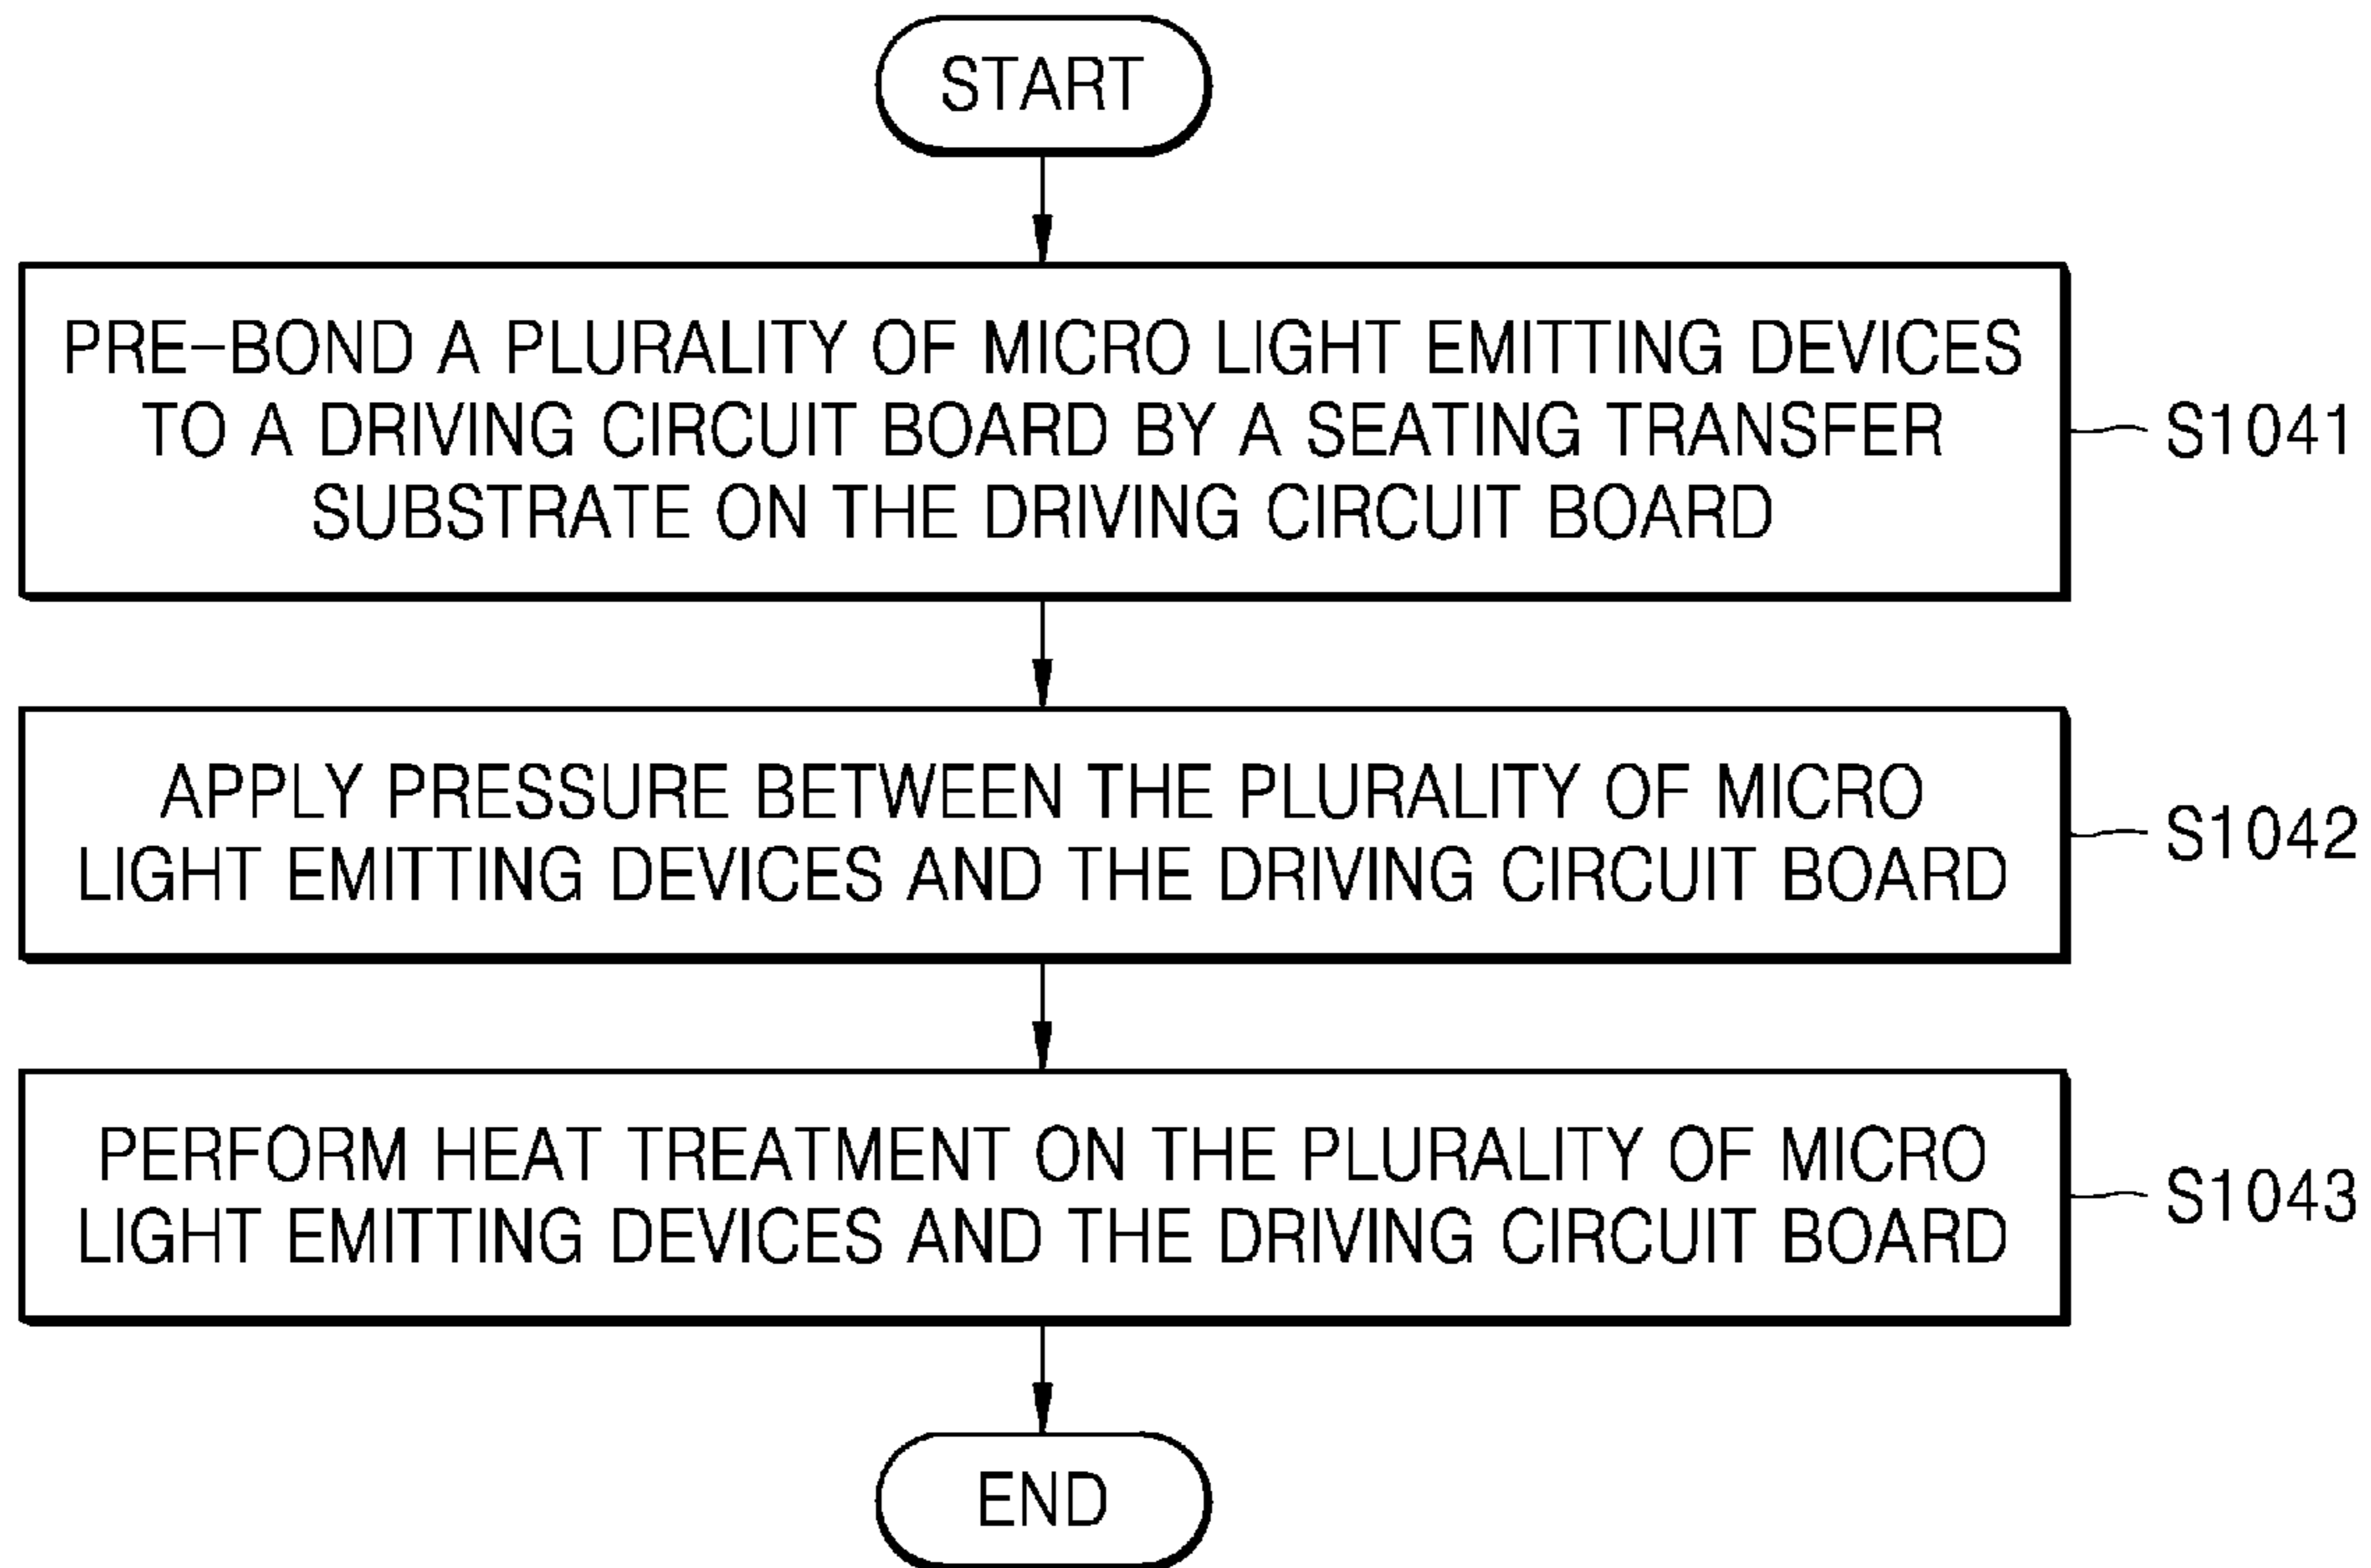 START
PRE–BOND A PLURALITY OF MICRO LIGHT EMITTING DEVICES
TO A DRIVING CIRCUIT BOARD BY A SEATING TRANSFER
SUBSTRATE ON THE DRIVING CIRCUIT BOARD
S1041
APPLY PRESSURE BETWEEN THE PLURALITY OF MICRO
LIGHT EMITTING DEVICES AND THE DRIVING CIRCUIT BOARD
S1042
PERFORM HEAT TREATMENT ON THE PLURALITY OF MICRO
LIGHT EMITTING DEVICES AND THE DRIVING CIRCUIT BOARD
S1043
END